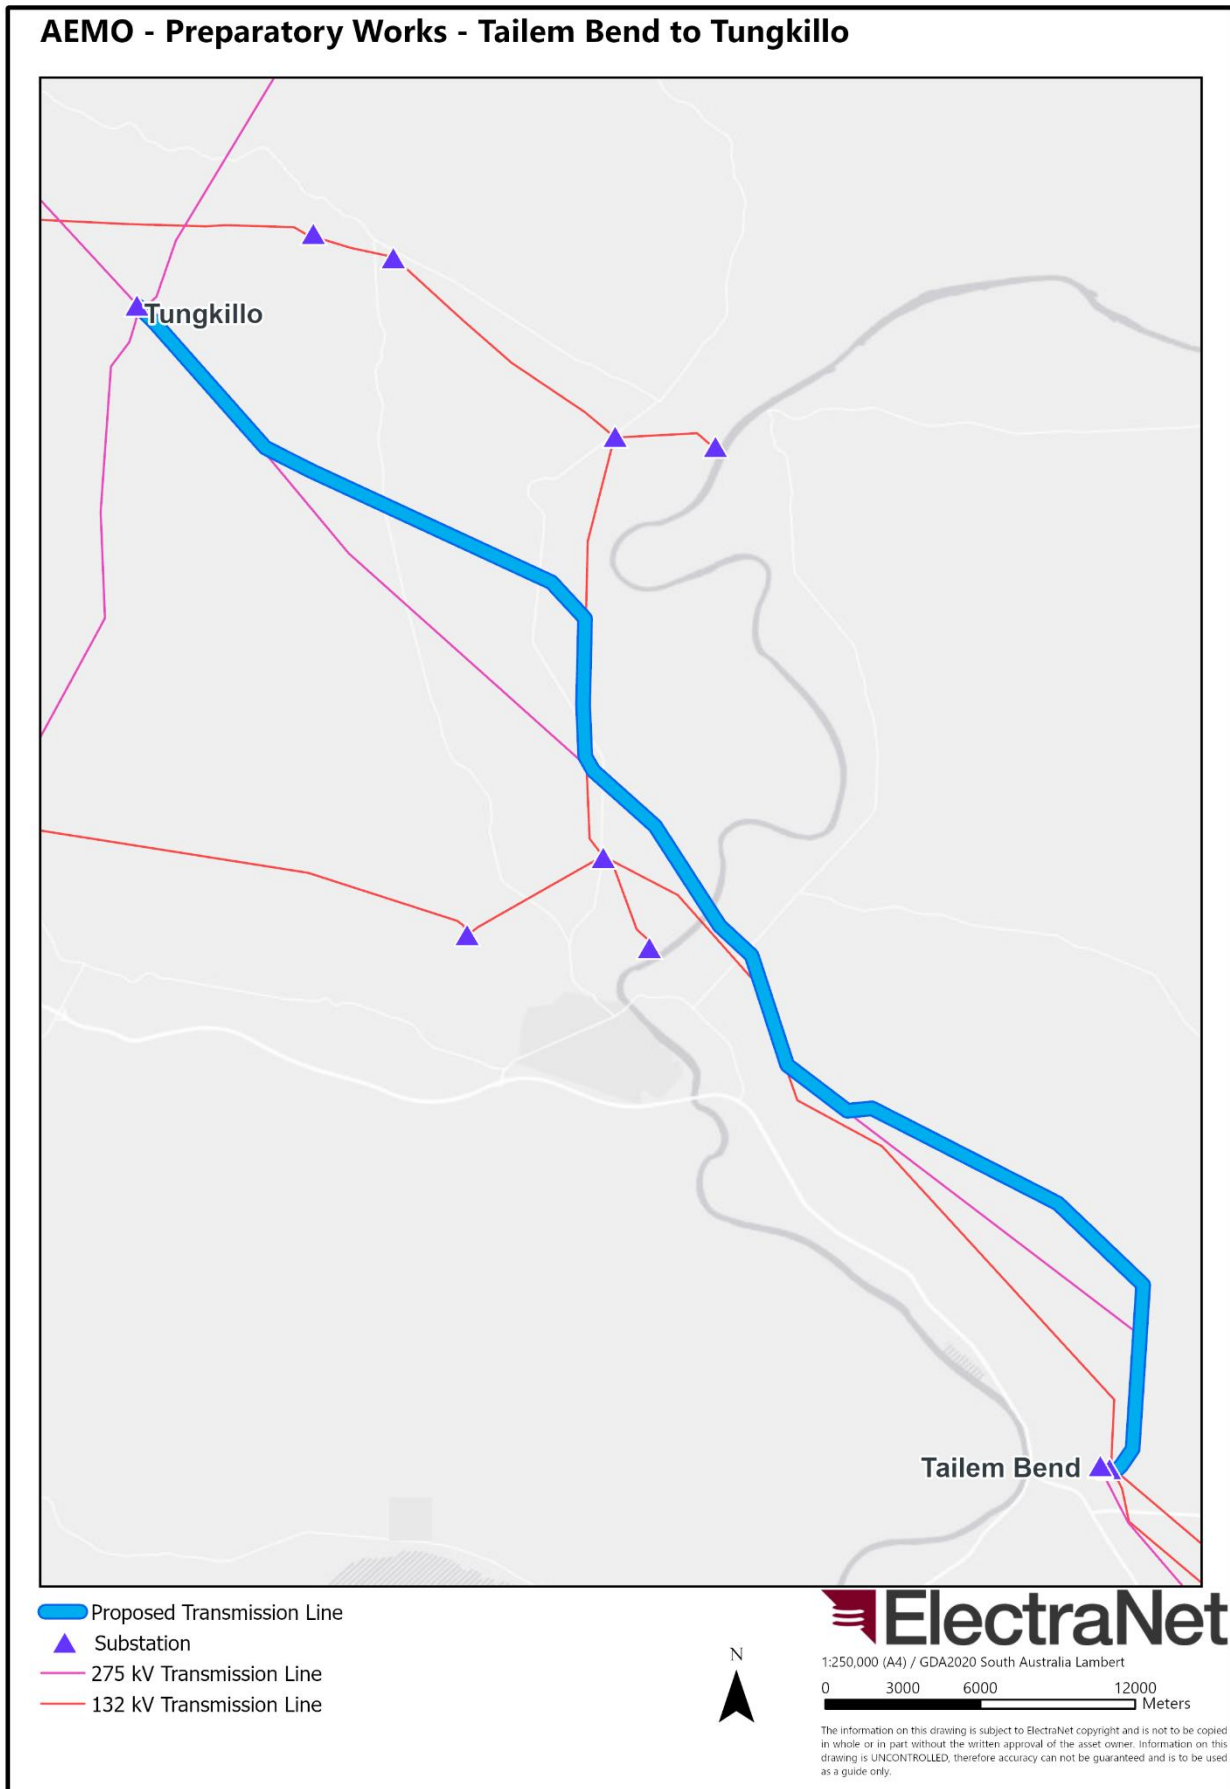 AEMO - Preparatory Works - Tailem Bend to Tungkillo
Tungkillo
Tailem Bend
Proposed Transmission Line
Substation
275 kV Transmission Line
132 kV Transmission Line
N
ElectraNet
1:250,000 (A4) / GDA2020 South Australia Lambert
0 3000 6000 12000
Meters
The information on this drawing is subject to ElectraNet copyright and is not to be copied
in whole or in part without the written approval of the asset owner. Information on this
drawing is UNCONTROLLED, therefore accuracy can not be guaranteed and is to be used
as a guide only.